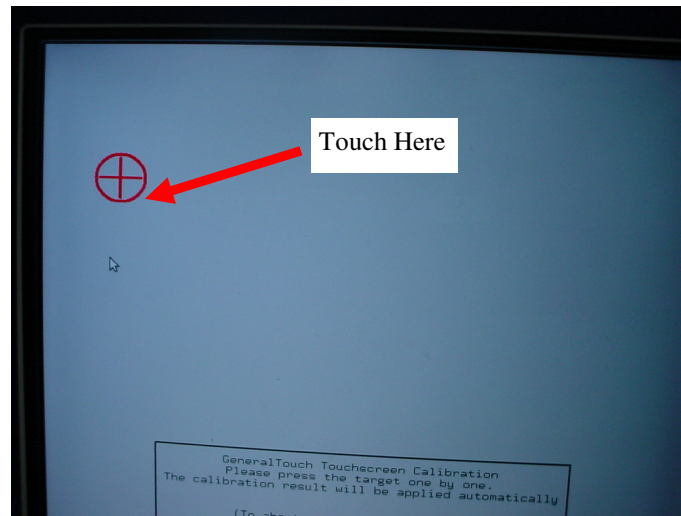 Touch Here
GeneralTouch Touchscreen Calibration
Please press the target one by one.
The calibration result will be applied automatically
(To